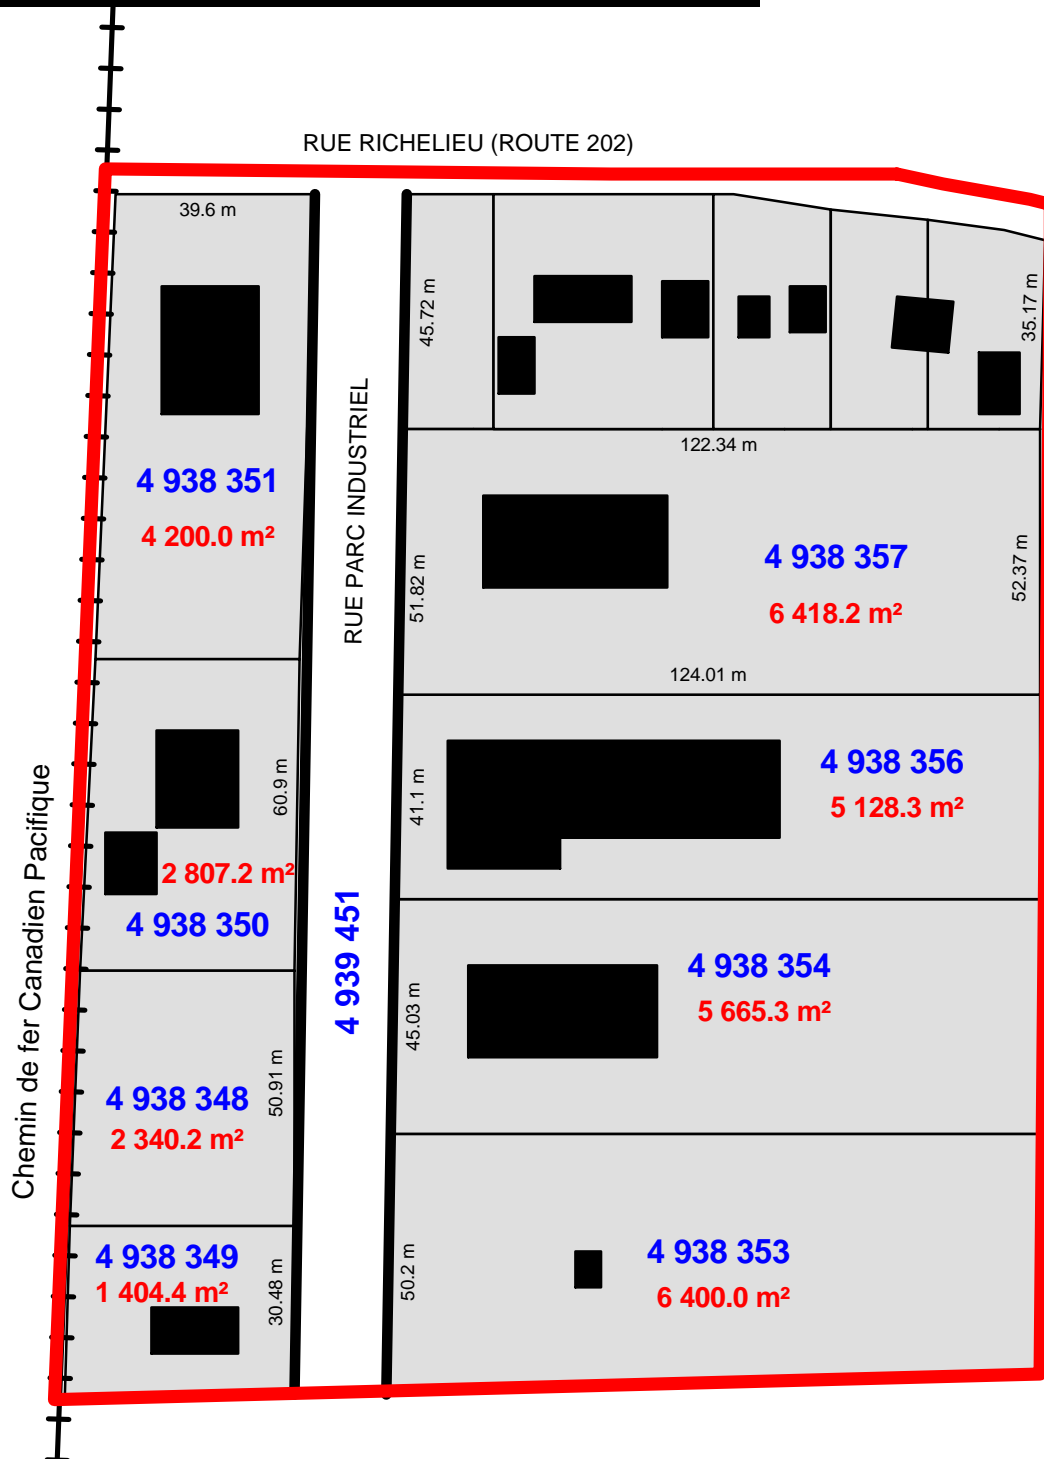 RUE RICHELIEU (ROUTE 202)
39.6 m
45.72 m
35.17 m
122.34 m
4 938 351
4 200.0 m²
RUE PARC INDUSTRIEL
51.82 m
4 938 357
6 418.2 m²
52.37 m
124.01 m
60.9 m
41.1 m
4 938 356
5 128.3 m²
Chemin de fer Canadien Pacifique
2 807.2 m²
4 938 350
4 939 451
45.03 m
4 938 354
5 665.3 m²
4 938 348
2 340.2 m²
50.91 m
4 938 349
1 404.4 m²
30.48 m
50.2 m
4 938 353
6 400.0 m²